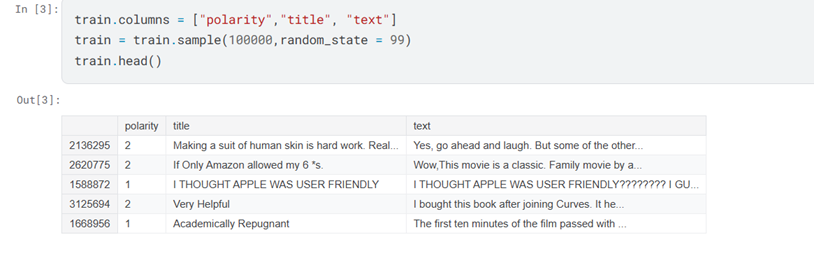 In [3]:
train.columns = ["polarity","title", "text"]
train = train.sample(100000,random_state = 99)
train.head()
Out[3]:
polarity title text
2136295 2 Making a suit of human skin is hard work. Real... Yes, go ahead and laugh. But some of the other...
2620775 2 If Only Amazon allowed my 6 *s. Wow,This movie is a classic. Family movie by a...
1588872 1 I THOUGHT APPLE WAS USER FRIENDLY I THOUGHT APPLE WAS USER FRIENDLY???????? I GU...
3125694 2 Very Helpful I bought this book after joining Curves. It he...
1668956 1 Academically Repugnant The first ten minutes of the film passed with ...